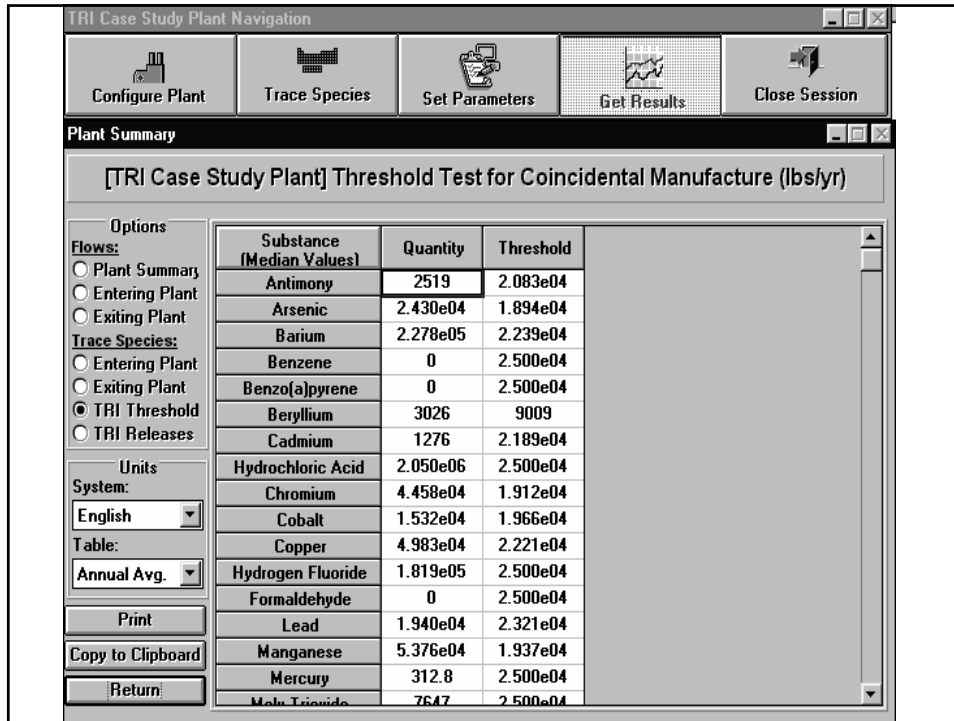 TRI Case Study Plant Navigation
Configure Plant Trace Species Set Parameters Get Results Close Session
Plant Summary
[TRI Case Study Plant] Threshold Test for Coincidental Manufacture (lbs/yr)
Options
Flows:
Plant Summary
Entering Plant
Exiting Plant
Trace Species:
Entering Plant
Exiting Plant
TRI Threshold
TRI Releases
Units
System:
English
Table:
Annual Avg.
Print
Copy to Clipboard
Return
Substance (Median Values) Quantity Threshold
Antimony 2519 2.083e04
Arsenic 2.430e04 1.894e04
Barium 2.278e05 2.239e04
Benzene 0 2.500e04
Benzo(a)pyrene 0 2.500e04
Beryllium 3026 9009
Cadmium 1276 2.189e04
Hydrochloric Acid 2.050e06 2.500e04
Chromium 4.458e04 1.912e04
Cobalt 1.532e04 1.966e04
Copper 4.983e04 2.221e04
Hydrogen Fluoride 1.819e05 2.500e04
Formaldehyde 0 2.500e04
Lead 1.940e04 2.321e04
Manganese 5.376e04 1.937e04
Mercury 312.8 2.500e04
Moly Trioxide 7647 2.500e04